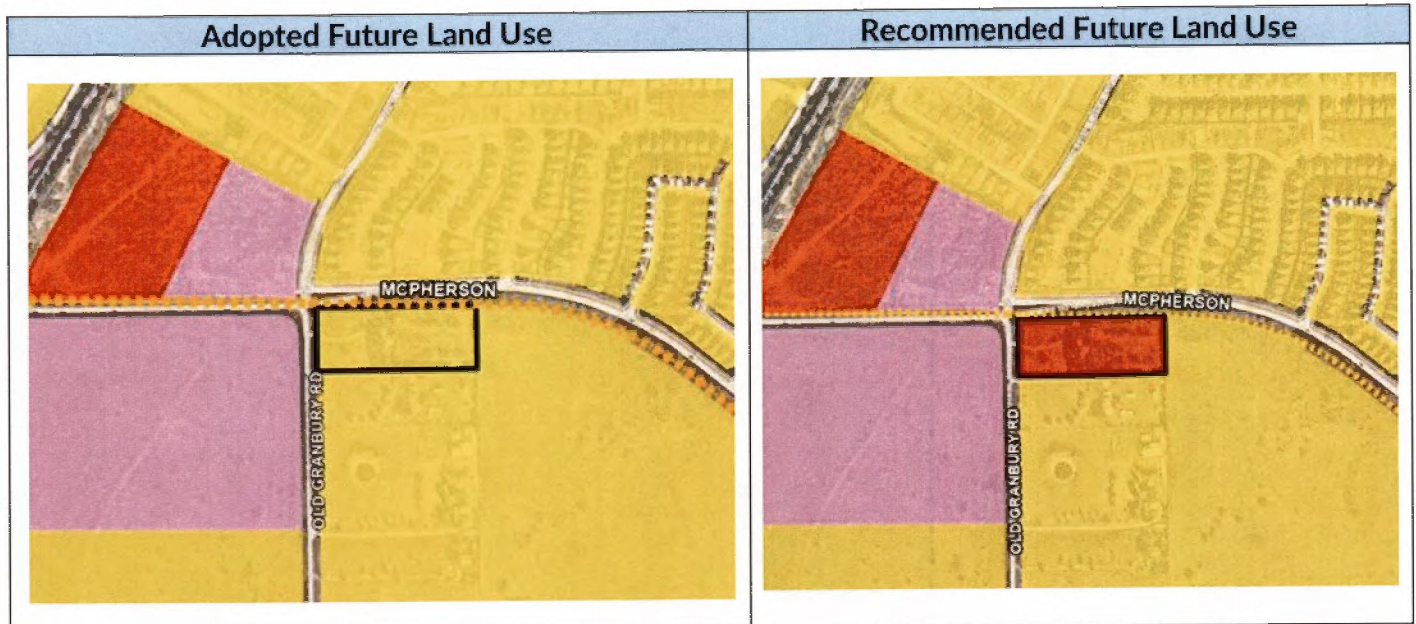 Adopted Future Land Use
Recommended Future Land Use
MCPHERSON
OLD GRANBURY RD
MCPHERSON
OLD GRANBURY RD